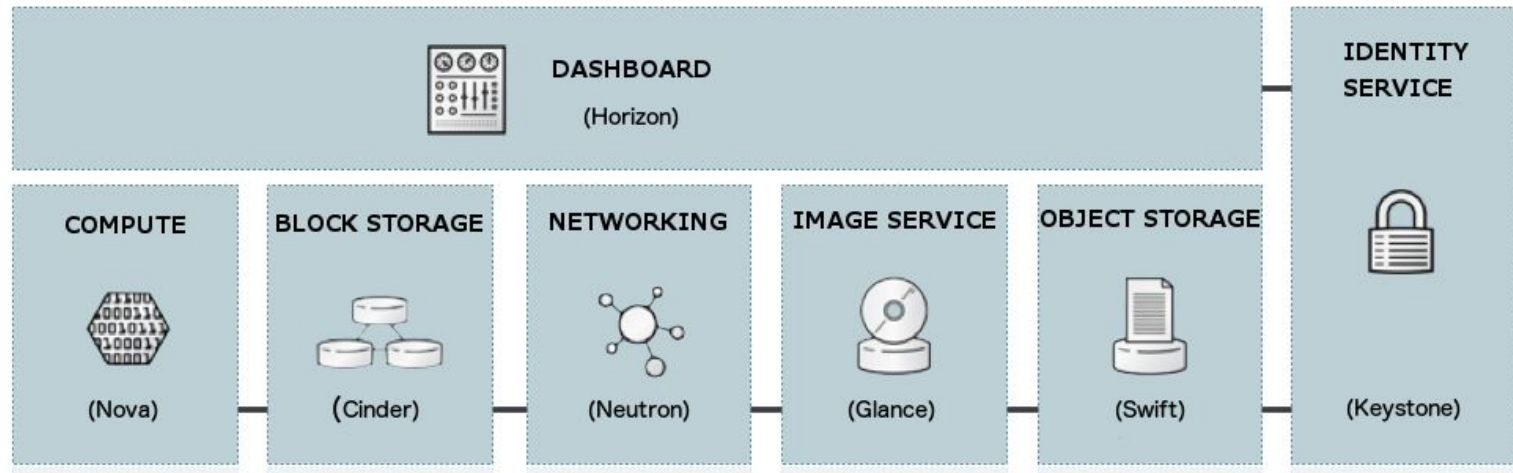 DASHBOARD
(Horizon)
IDENTITY
SERVICE
(Keystone)
COMPUTE
(Nova)
BLOCK STORAGE
(Cinder)
NETWORKING
(Neutron)
IMAGE SERVICE
(Glance)
OBJECT STORAGE
(Swift)